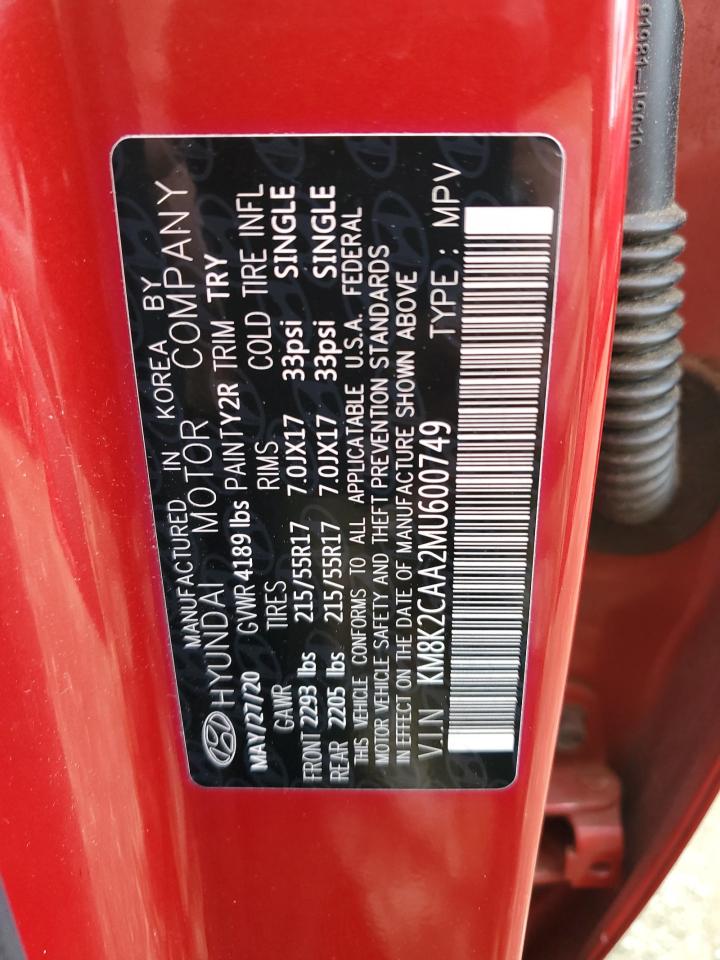 MANUFACTURED IN KOREA BY
HYUNDAI MOTOR COMPANY
MAY/27/20 GVWR 4189 lbs PAINT Y2R TRIM TRY
GAWR TIRES RIMS COLD TIRE INFL
FRONT 2293 lbs 215/55R17 7.0JX17 33psi SINGLE
REAR 2205 lbs 215/55R17 7.0JX17 33psi SINGLE
THIS VEHICLE CONFORMS TO ALL APPLICATABLE U.S.A. FEDERAL
MOTOR VEHICLE SAFETY AND THEFT PREVENTION STANDARDS
IN EFFECT ON THE DATE OF MANUFACTURE SHOWN ABOVE
V.I.N KM8K2CAA2MU600749 TYPE : MPV
91981-J9010